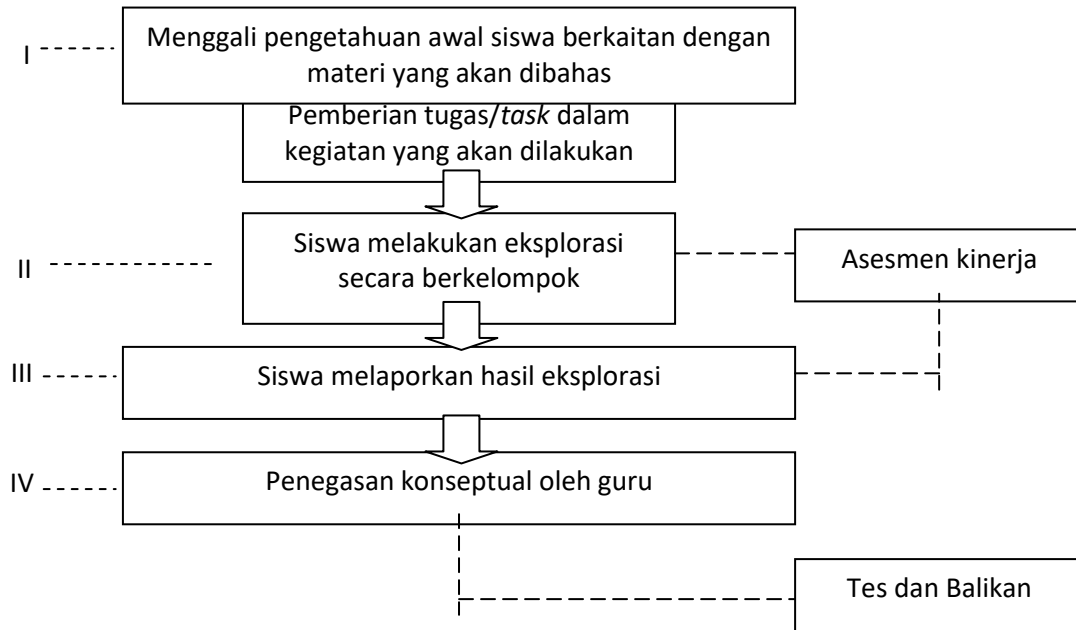 I
Menggali pengetahuan awal siswa berkaitan dengan
materi yang akan dibahas
Pemberian tugas/task dalam
kegiatan yang akan dilakukan
II
Siswa melakukan eksplorasi
secara berkelompok
Asesmen kinerja
III
Siswa melaporkan hasil eksplorasi
IV
Penegasan konseptual oleh guru
Tes dan Balikan